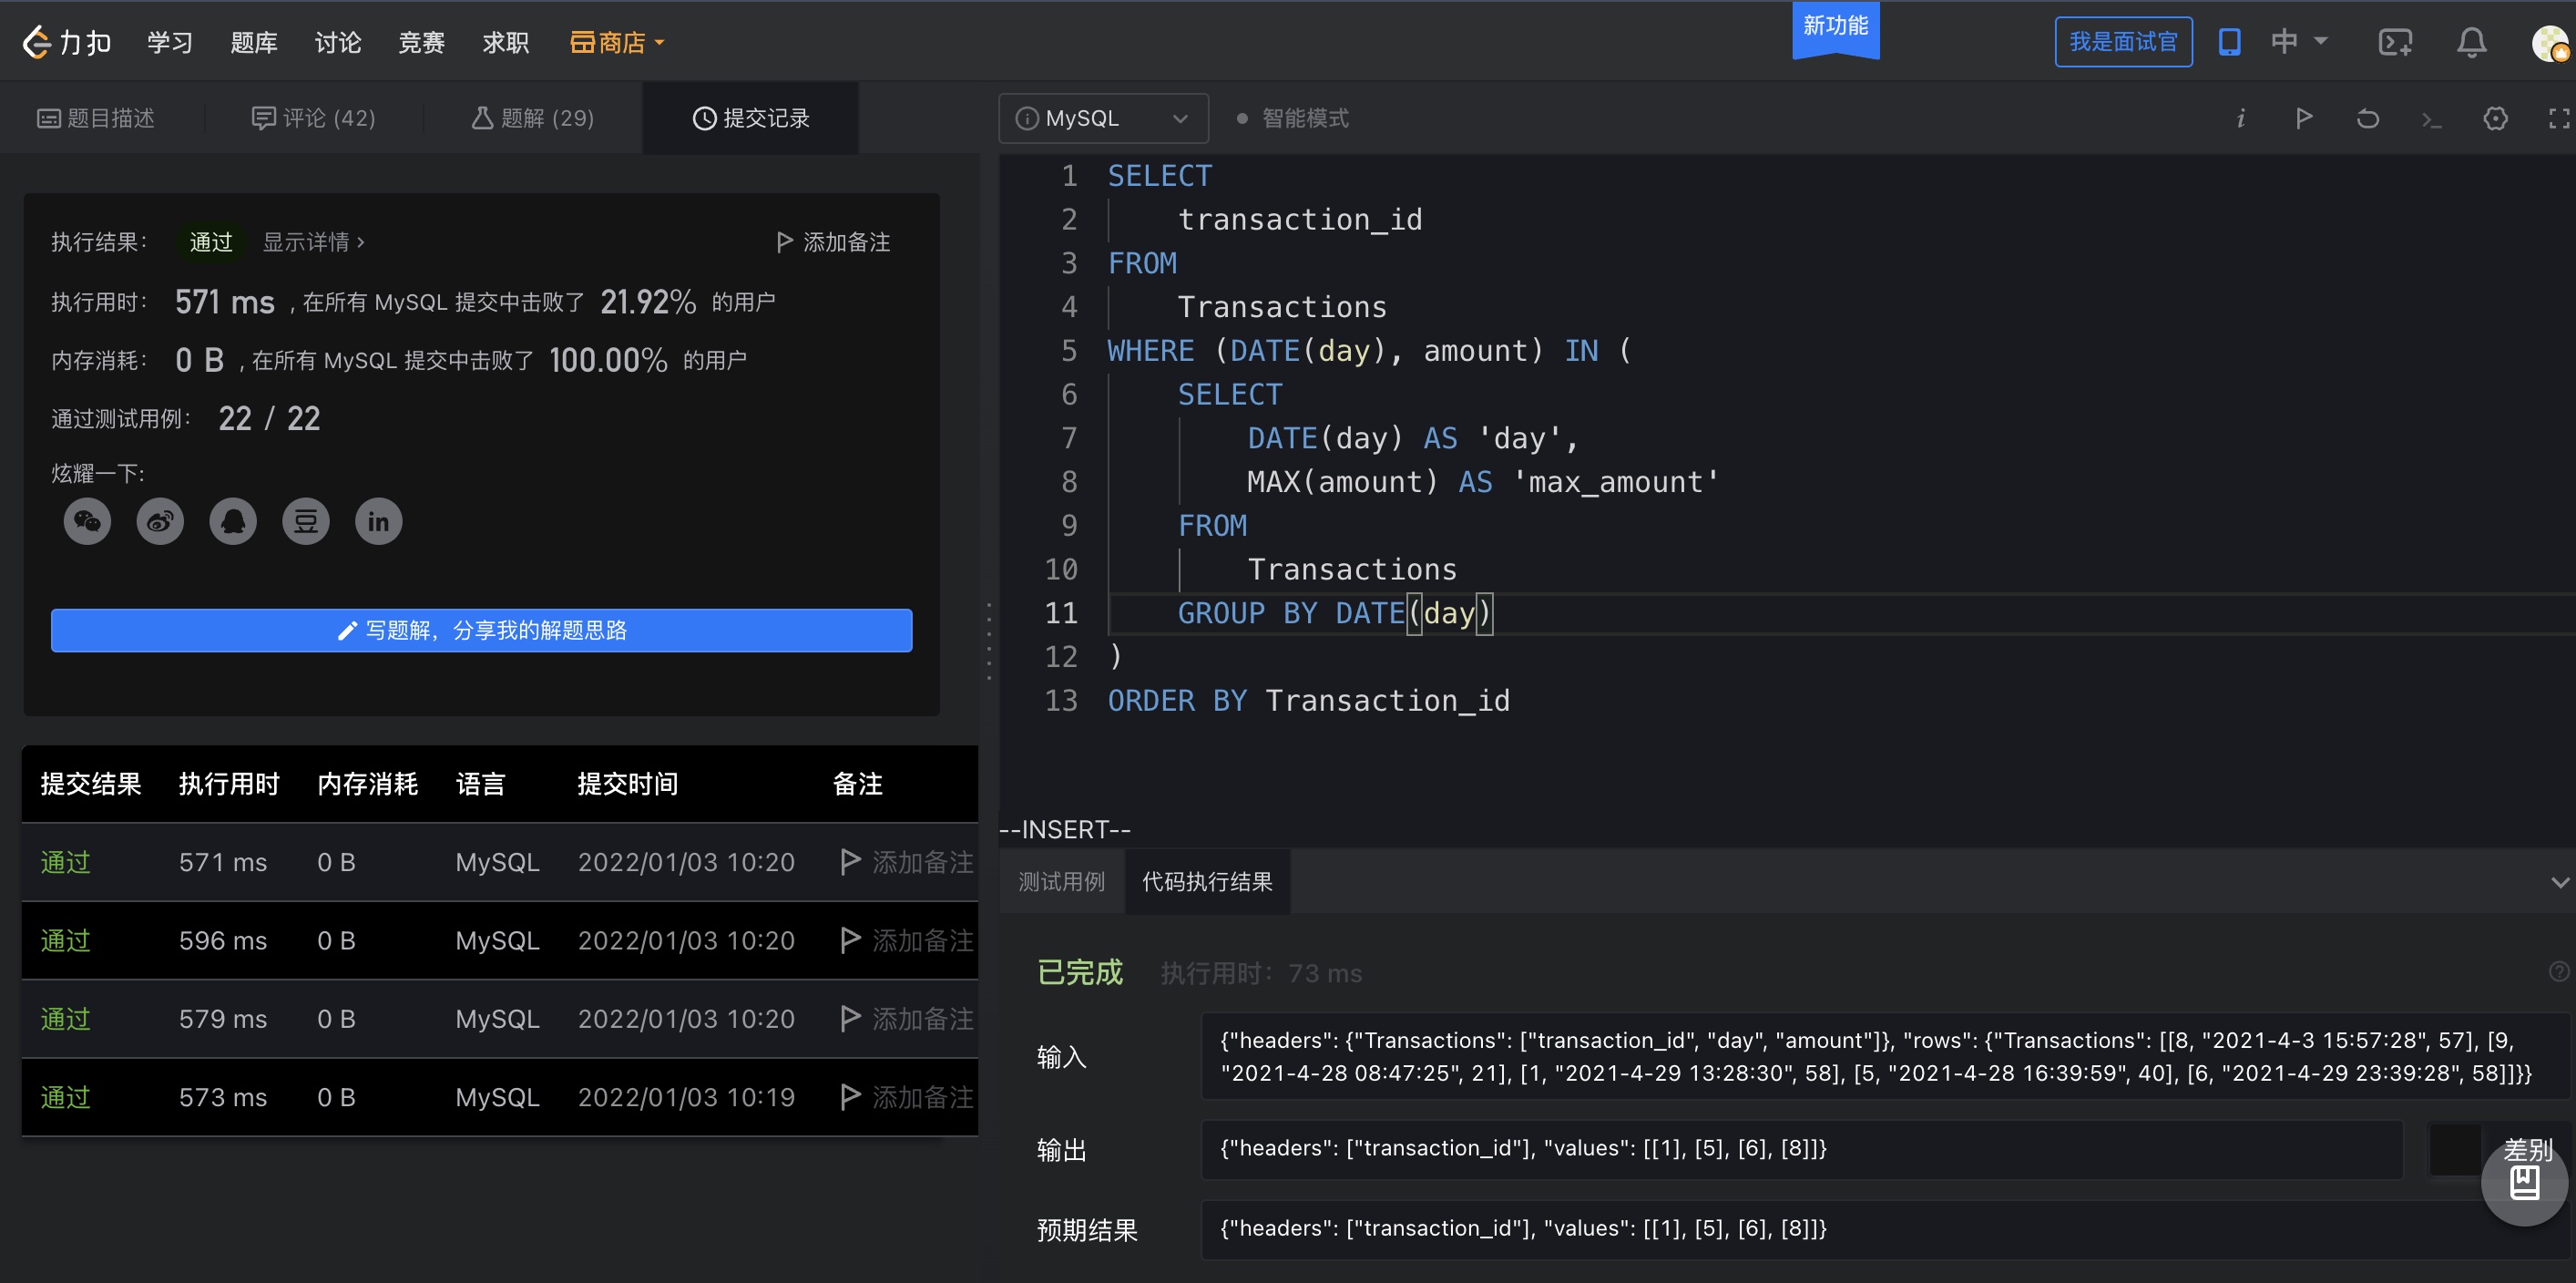 力扣 学习 题库 讨论 竞赛 求职 商店 新功能 我是面试官 中
题目描述 评论 (42) 题解 (29) 提交记录
执行结果： 通过 显示详情 › 添加备注
执行用时： 571 ms ，在所有 MySQL 提交中击败了 21.92% 的用户
内存消耗： 0 B ，在所有 MySQL 提交中击败了 100.00% 的用户
通过测试用例： 22 / 22
炫耀一下:
豆 in
写题解，分享我的解题思路
提交结果 执行用时 内存消耗 语言 提交时间 备注
通过 571 ms 0 B MySQL 2022/01/03 10:20 添加备注
通过 596 ms 0 B MySQL 2022/01/03 10:20 添加备注
通过 579 ms 0 B MySQL 2022/01/03 10:20 添加备注
通过 573 ms 0 B MySQL 2022/01/03 10:19 添加备注
MySQL 智能模式
1 SELECT
2 transaction_id
3 FROM
4 Transactions
5 WHERE (DATE(day), amount) IN (
6 SELECT
7 DATE(day) AS 'day',
8 MAX(amount) AS 'max_amount'
9 FROM
10 Transactions
11 GROUP BY DATE(day)
12 )
13 ORDER BY Transaction_id
--INSERT--
测试用例 代码执行结果
已完成 执行用时：73 ms
输入
{"headers": {"Transactions": ["transaction_id", "day", "amount"]}, "rows": {"Transactions": [[8, "2021-4-3 15:57:28", 57], [9,
"2021-4-28 08:47:25", 21], [1, "2021-4-29 13:28:30", 58], [5, "2021-4-28 16:39:59", 40], [6, "2021-4-29 23:39:28", 58]]}}
输出
{"headers": ["transaction_id"], "values": [[1], [5], [6], [8]]}
差别
预期结果
{"headers": ["transaction_id"], "values": [[1], [5], [6], [8]]}